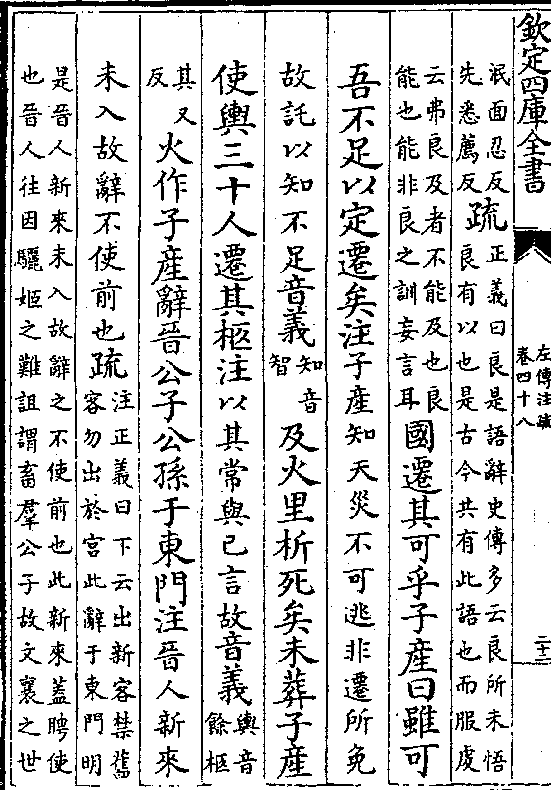 欽定四庫全書
左傳注疏
卷四十八
二十二
泯面忍反
先悉薦反
疏
正義曰良是語辭史傳多云良所未悟
良有以也是古今共有此語也而服虔
云弗良及者不能及也良
能也能非良之訓妄言耳
國遷其可乎子產曰雖可
吾不足以定遷矣注子產知天災不可逃非遷所免
故託以知不足音義
知音
智
及火里析死矣未葬子產
使輿三十人遷其柩注以其常與已言故音義
輿音
餘柩
其又
反
火作子產辭晉公子公孫于東門注晉人新來
未入故辭不使前也疏
注正義曰下云出新客禁舊
客勿出於宮此辭于東門明
是晉人新來未入故辭之不使前也此新來蓋聘使
也晉人往因驪姬之難詛謂畜羣公子故文襄之世